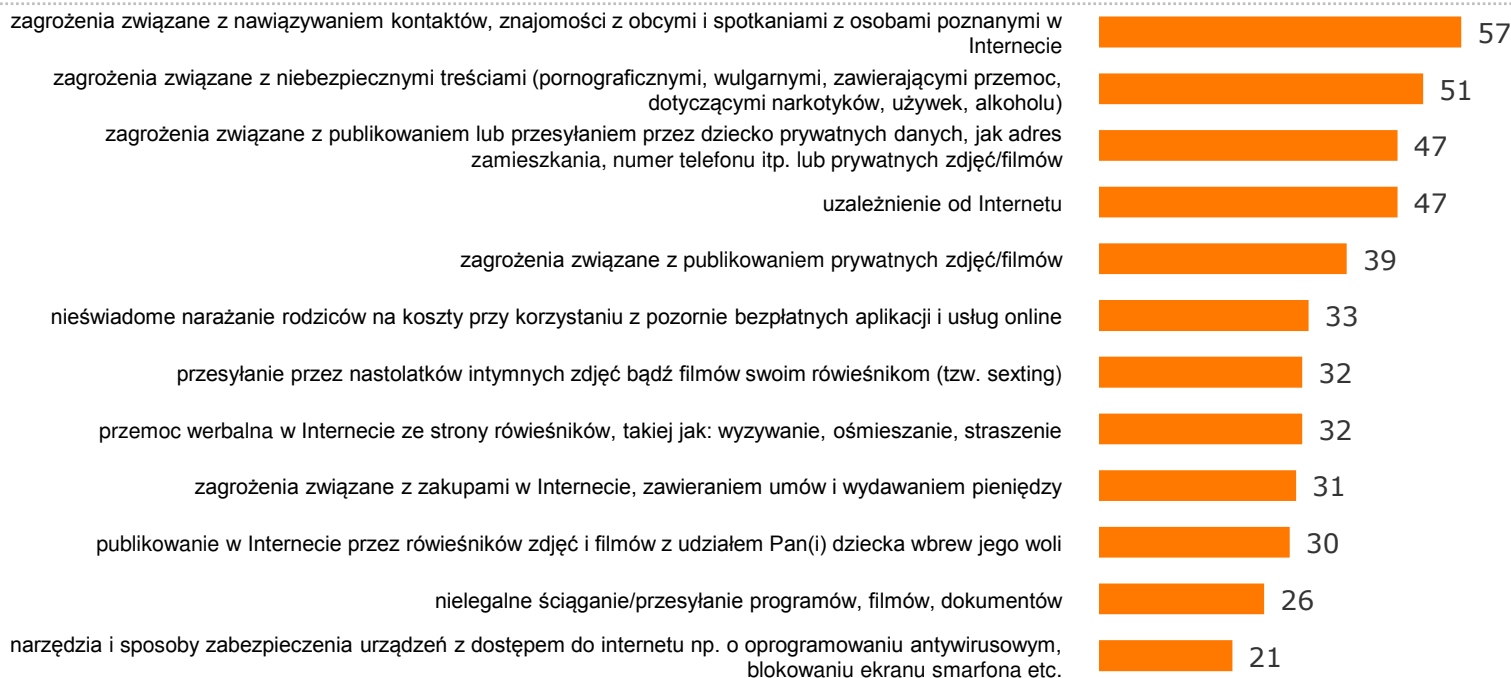 zagrożenia związane z nawiązywaniem kontaktów, znajomości z obcymi i spotkaniami z osobami poznanymi w
Internecie
57
zagrożenia związane z niebezpiecznymi treściami (pornograficznymi, wulgarnymi, zawierającymi przemoc,
dotyczącymi narkotyków, używek, alkoholu)
51
zagrożenia związane z publikowaniem lub przesyłaniem przez dziecko prywatnych danych, jak adres
zamieszkania, numer telefonu itp. lub prywatnych zdjęć/filmów
47
uzależnienie od Internetu
47
zagrożenia związane z publikowaniem prywatnych zdjęć/filmów
39
nieświadome narażanie rodziców na koszty przy korzystaniu z pozornie bezpłatnych aplikacji i usług online
33
przesyłanie przez nastolatków intymnych zdjęć bądź filmów swoim rówieśnikom (tzw. sexting)
32
przemoc werbalna w Internecie ze strony rówieśników, takiej jak: wyzywanie, ośmieszanie, straszenie
32
zagrożenia związane z zakupami w Internecie, zawieraniem umów i wydawaniem pieniędzy
31
publikowanie w Internecie przez rówieśników zdjęć i filmów z udziałem Pan(i) dziecka wbrew jego woli
30
nielegalne ściąganie/przesyłanie programów, filmów, dokumentów
26
narzędzia i sposoby zabezpieczenia urządzeń z dostępem do internetu np. o oprogramowaniu antywirusowym,
blokowaniu ekranu smarfona etc.
21